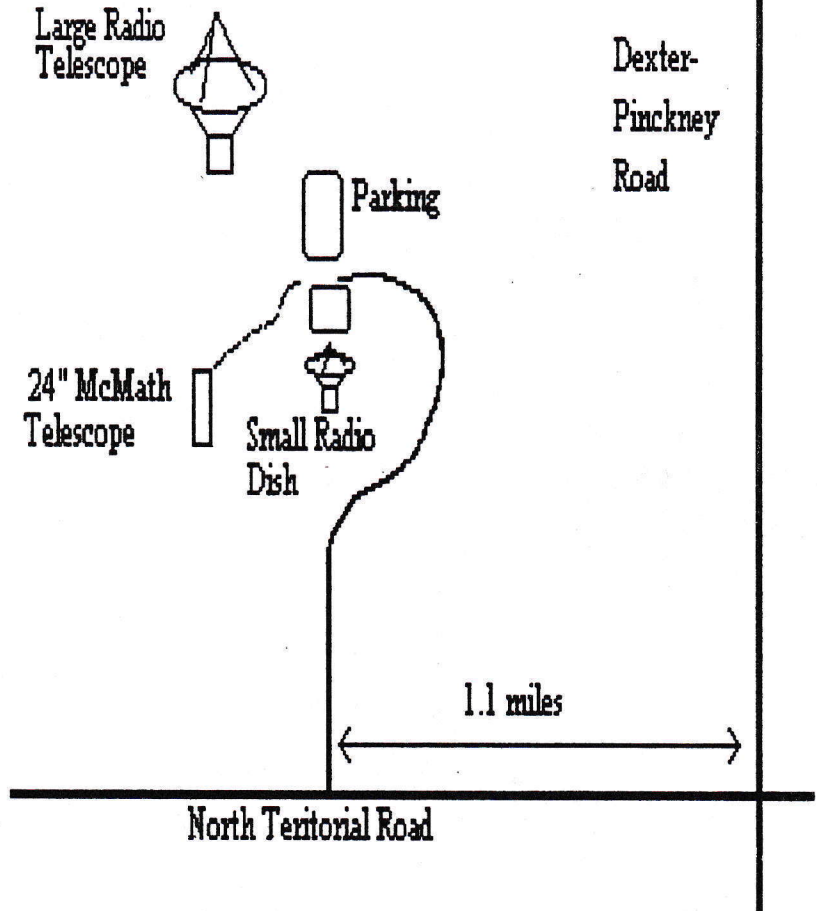 Large Radio
Telescope
Dexter-
Pinckney
Road
Parking
24" McMath
Telescope
Small Radio
Dish
1.1 miles
North Teritorial Road